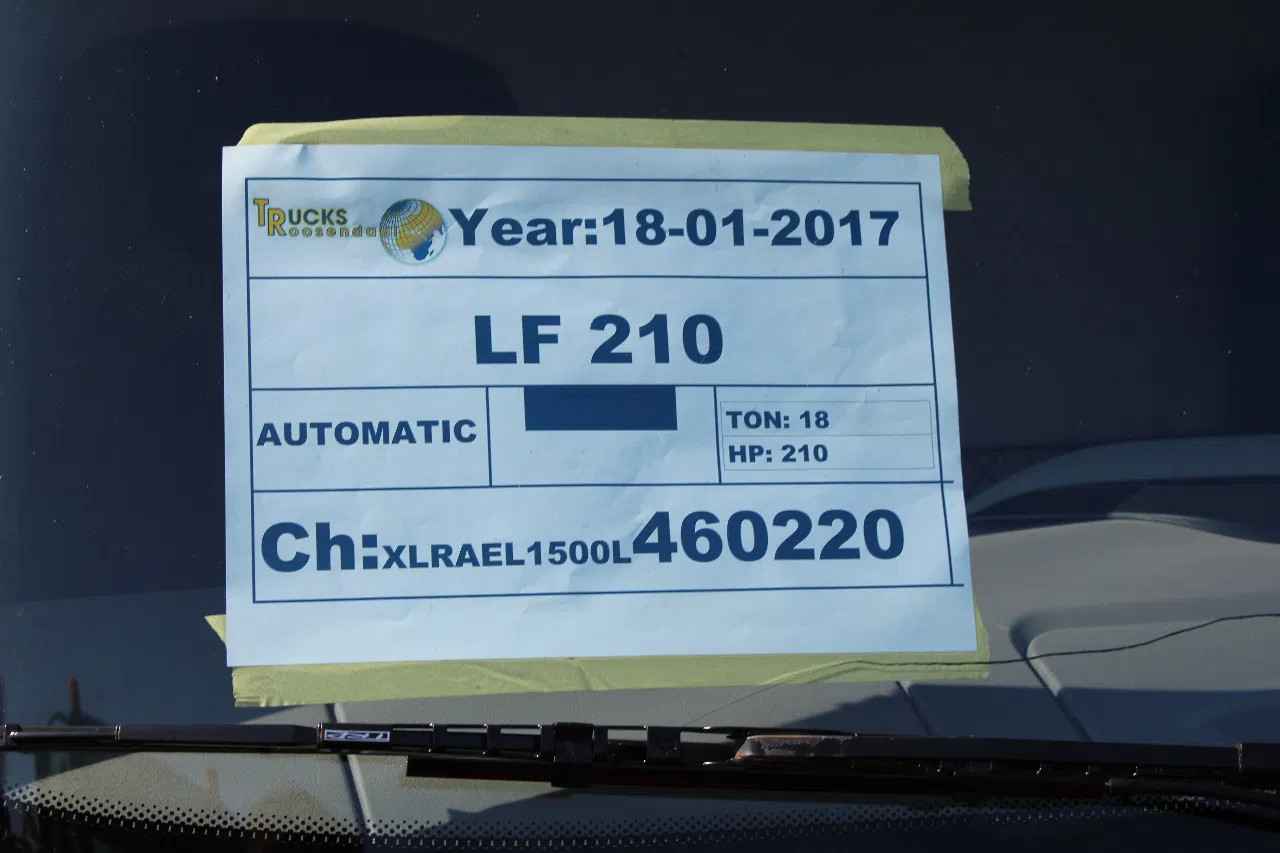 TRUCKS
Roosendaal
Year:18-01-2017
LF 210
AUTOMATIC
TON: 18
HP: 210
Ch:XLRAEL1500L460220